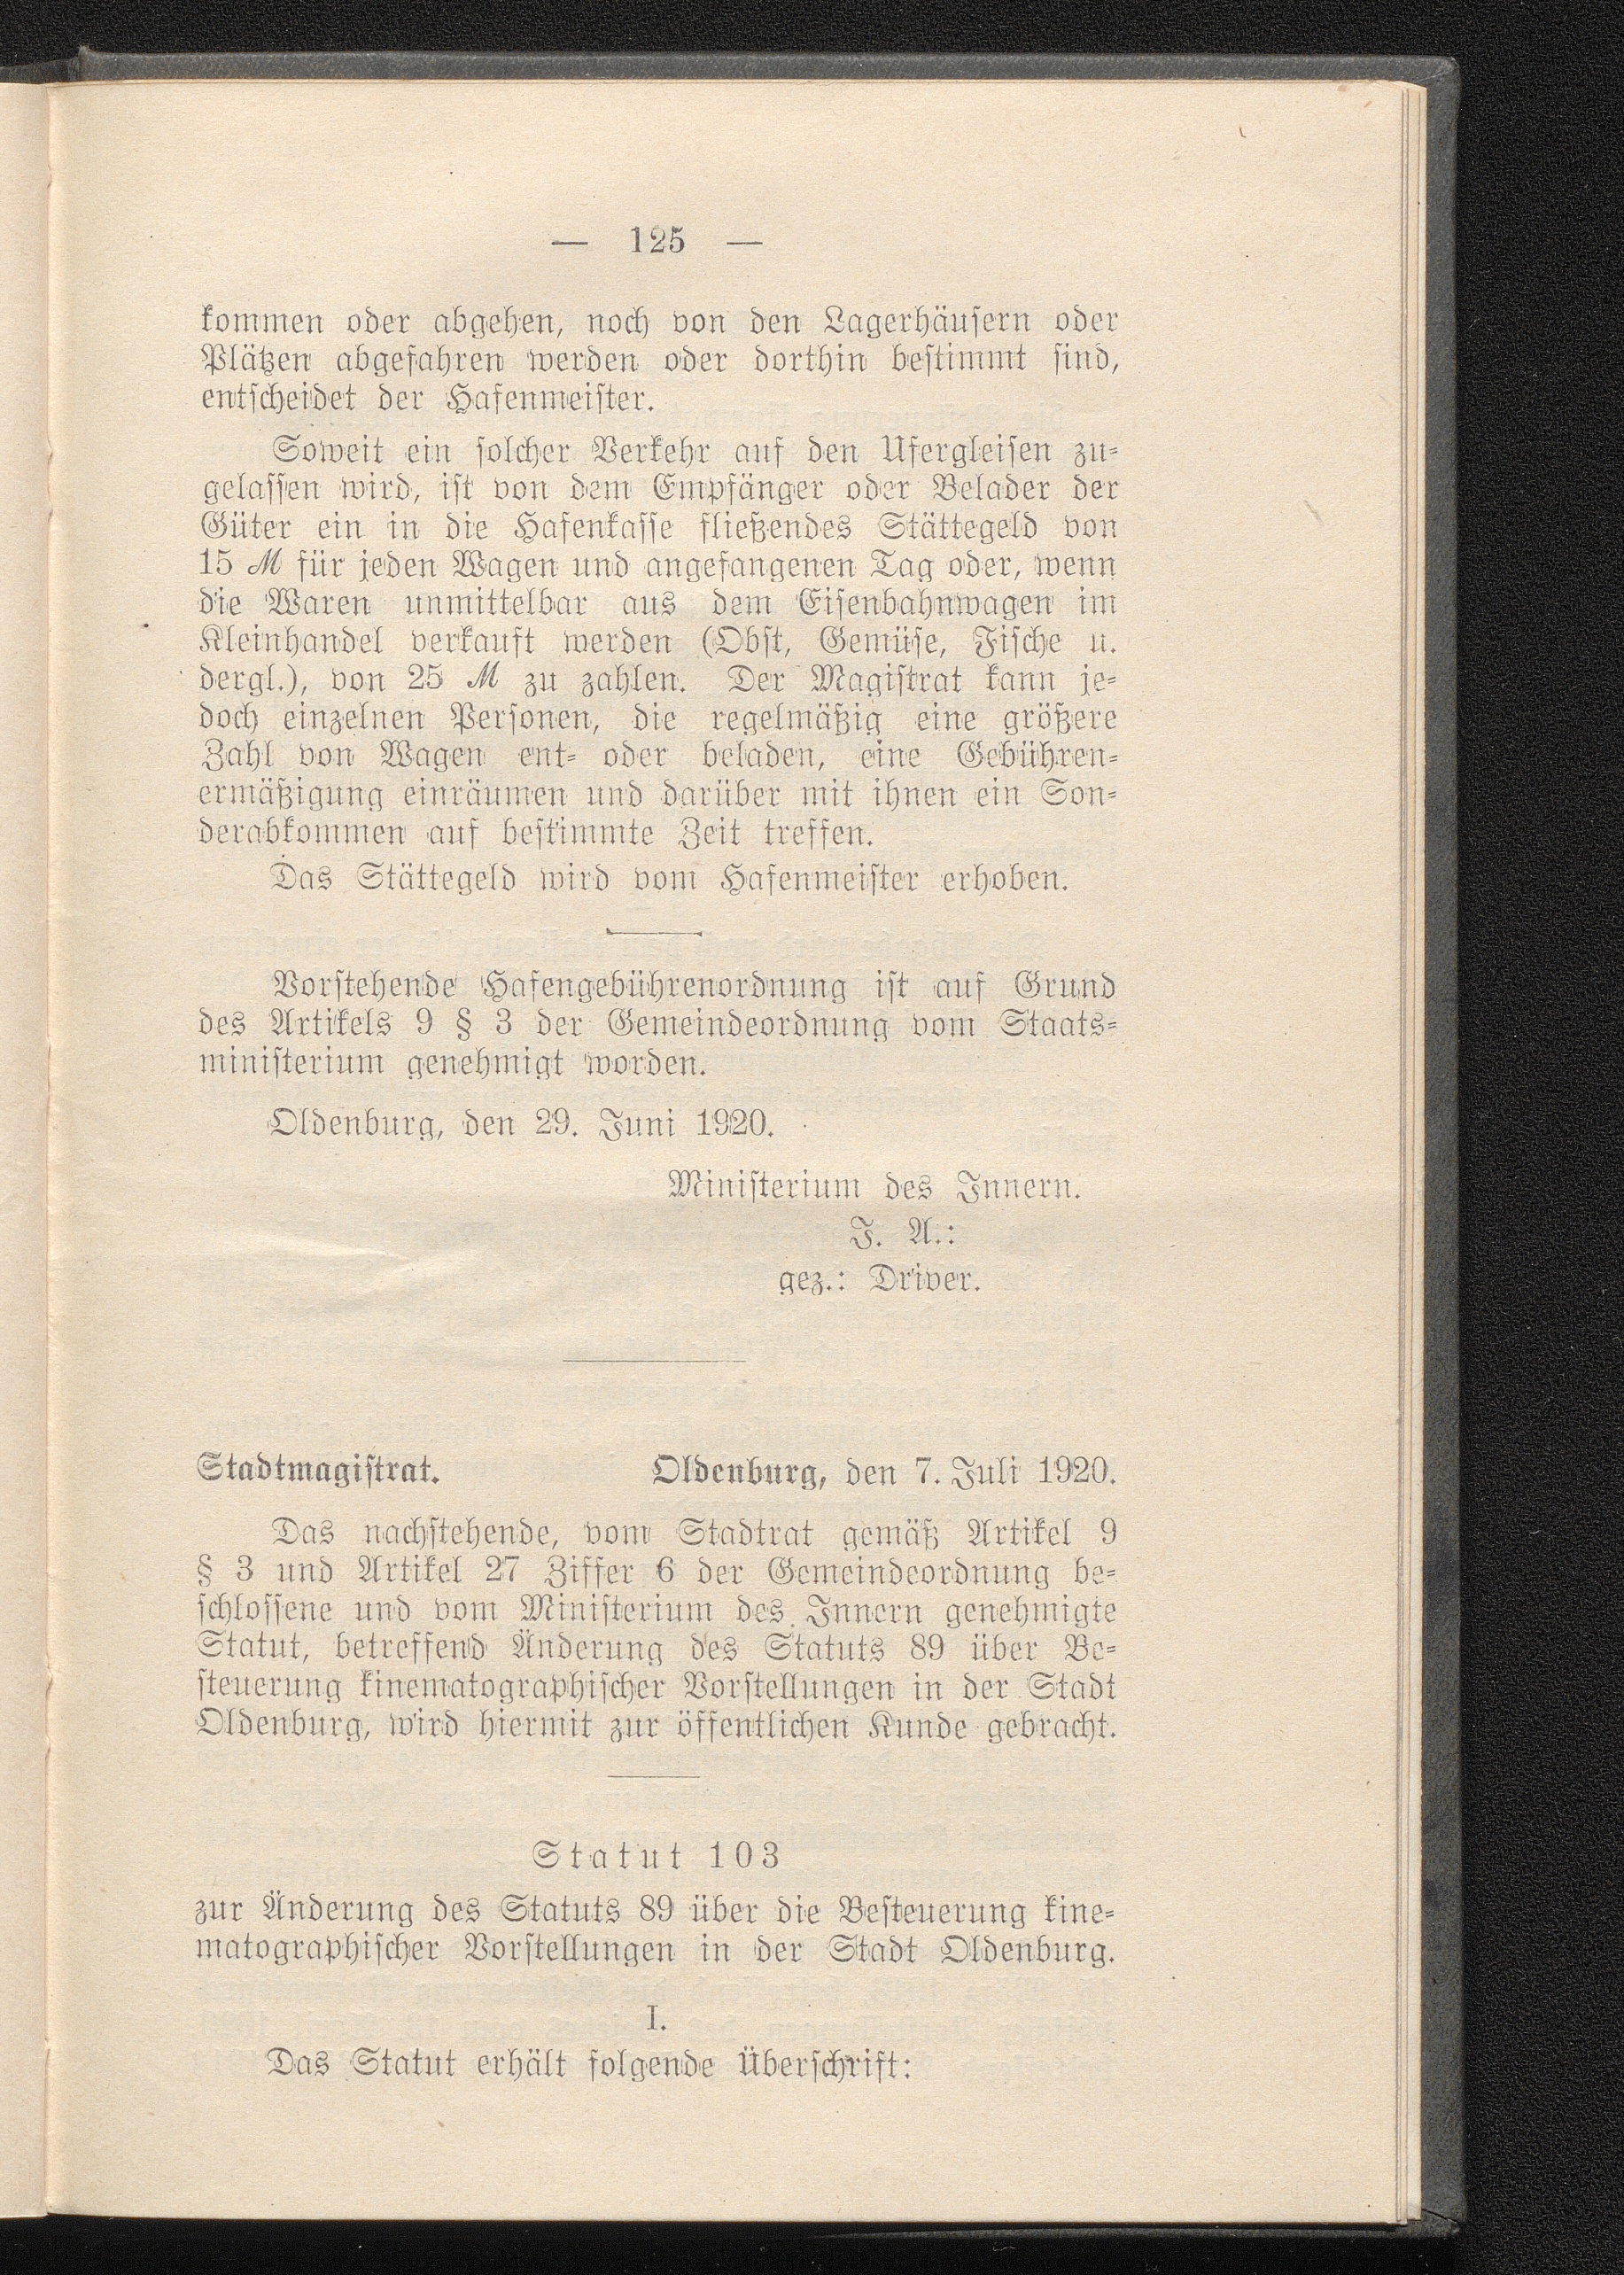 — 125 —
kommen oder abgehen, noch von den Lagerhäusern oder
Plätzen abgefahren werden oder dorthin bestimmt sind,
entscheidet der Hafenmeister.
Soweit ein solcher Verkehr auf den Ufergleisen zu-
gelassen wird, ist von dem Empfänger oder Belader der
Güter ein in die Hafenkasse fließendes Stättegeld von
15 ℳ für jeden Wagen und angefangenen Tag oder, wenn
die Waren unmittelbar aus dem Eisenbahnwagen im
Kleinhandel verkauft werden (Obst, Gemüse, Fische u.
dergl.), von 25 ℳ zu zahlen. Der Magistrat kann je-
doch einzelnen Personen, die regelmäßig eine größere
Zahl von Wagen ent- oder beladen, eine Gebühren-
ermäßigung einräumen und darüber mit ihnen ein Son-
derabkommen auf bestimmte Zeit treffen.
Das Stättegeld wird vom Hafenmeister erhoben.
Vorstehende Hafengebührenordnung ist auf Grund
des Artikels 9 § 3 der Gemeindeordnung vom Staats-
ministerium genehmigt worden.
Oldenburg, den 29. Juni 1920.
Ministerium des Innern.
J. A.:
gez.: Driver.
Stadtmagistrat. Oldenburg, den 7. Juli 1920.
Das nachstehende, vom Stadtrat gemäß Artikel 9
§ 3 und Artikel 27 Ziffer 6 der Gemeindeordnung be-
schlossene und vom Ministerium des Innern genehmigte
Statut, betreffend Änderung des Statuts 89 über Be-
steuerung kinematographischer Vorstellungen in der Stadt
Oldenburg, wird hiermit zur öffentlichen Kunde gebracht.
Statut 103
zur Änderung des Statuts 89 über die Besteuerung kine-
matographischer Vorstellungen in der Stadt Oldenburg.
I.
Das Statut erhält folgende Überschrift: